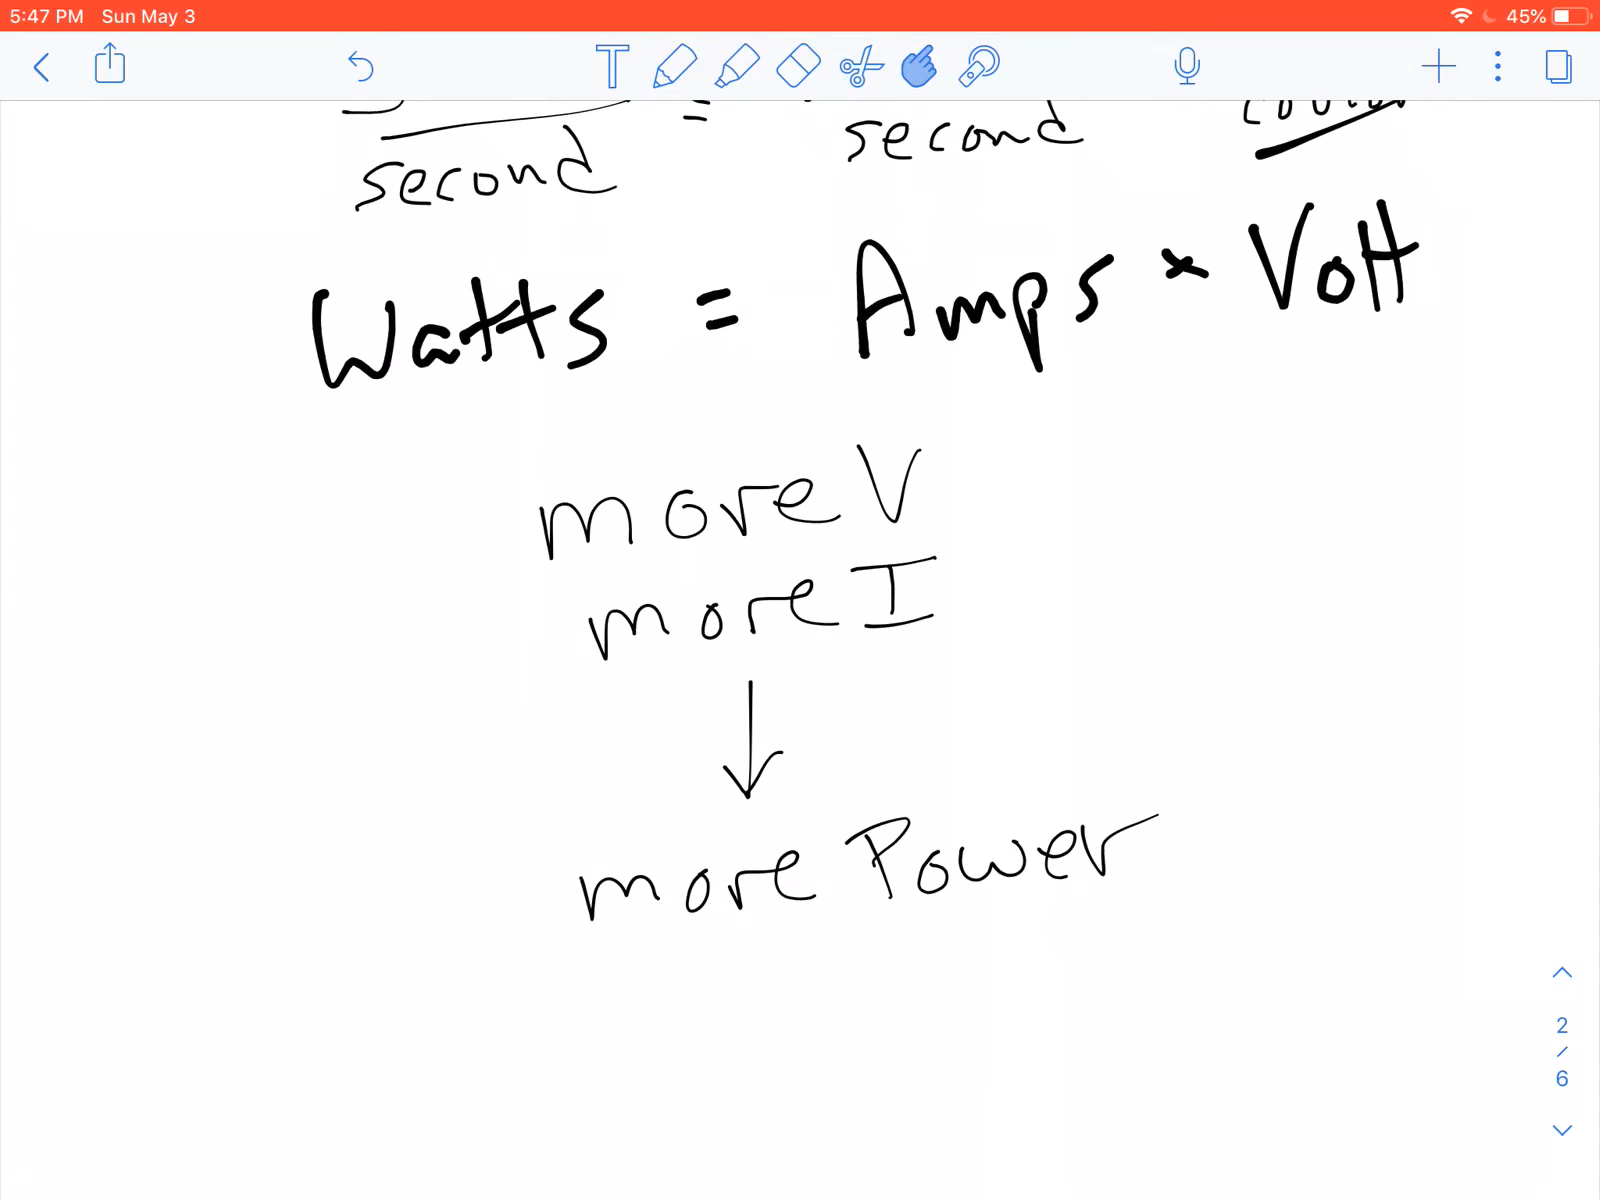 5:47 PM Sun May 3 45%
T
= second
second
Watts = Amps * Volt
more V
more I
more Power
2
/
6